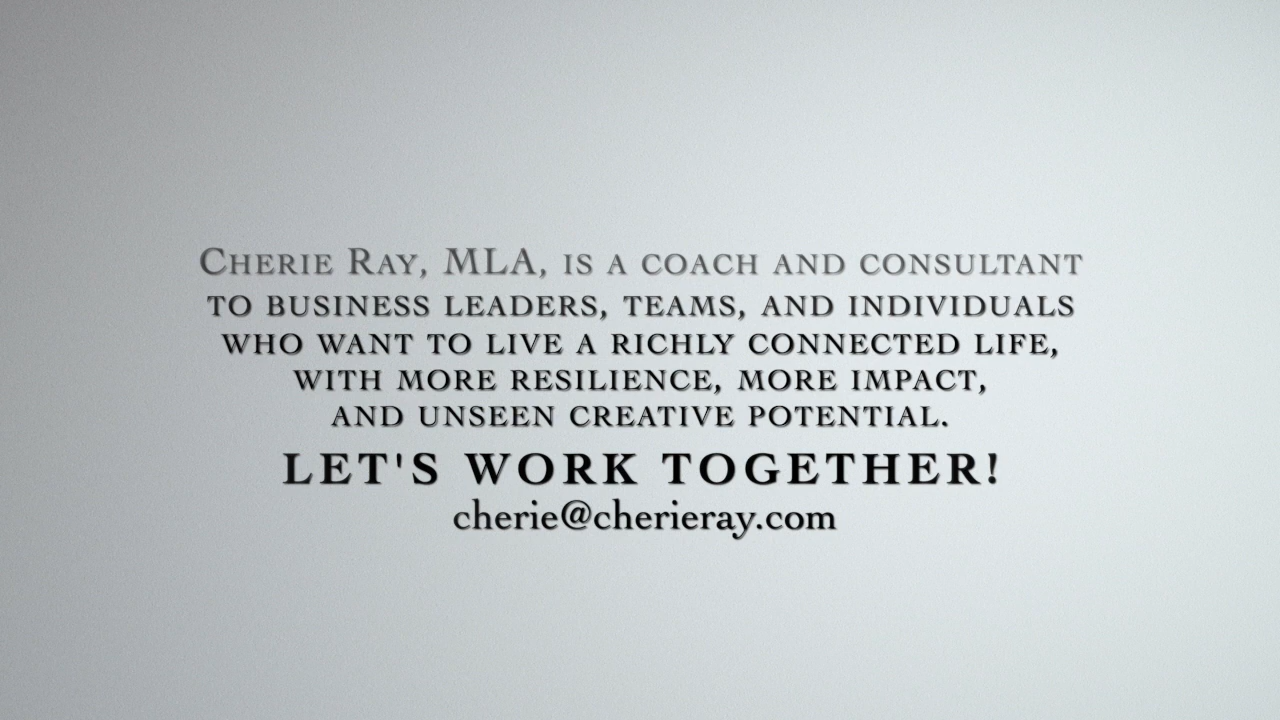 Cherie Ray, MLA, is a coach and consultant
to business leaders, teams, and individuals
who want to live a richly connected life,
with more resilience, more impact,
and unseen creative potential.
LET'S WORK TOGETHER!
cherie@cherieray.com